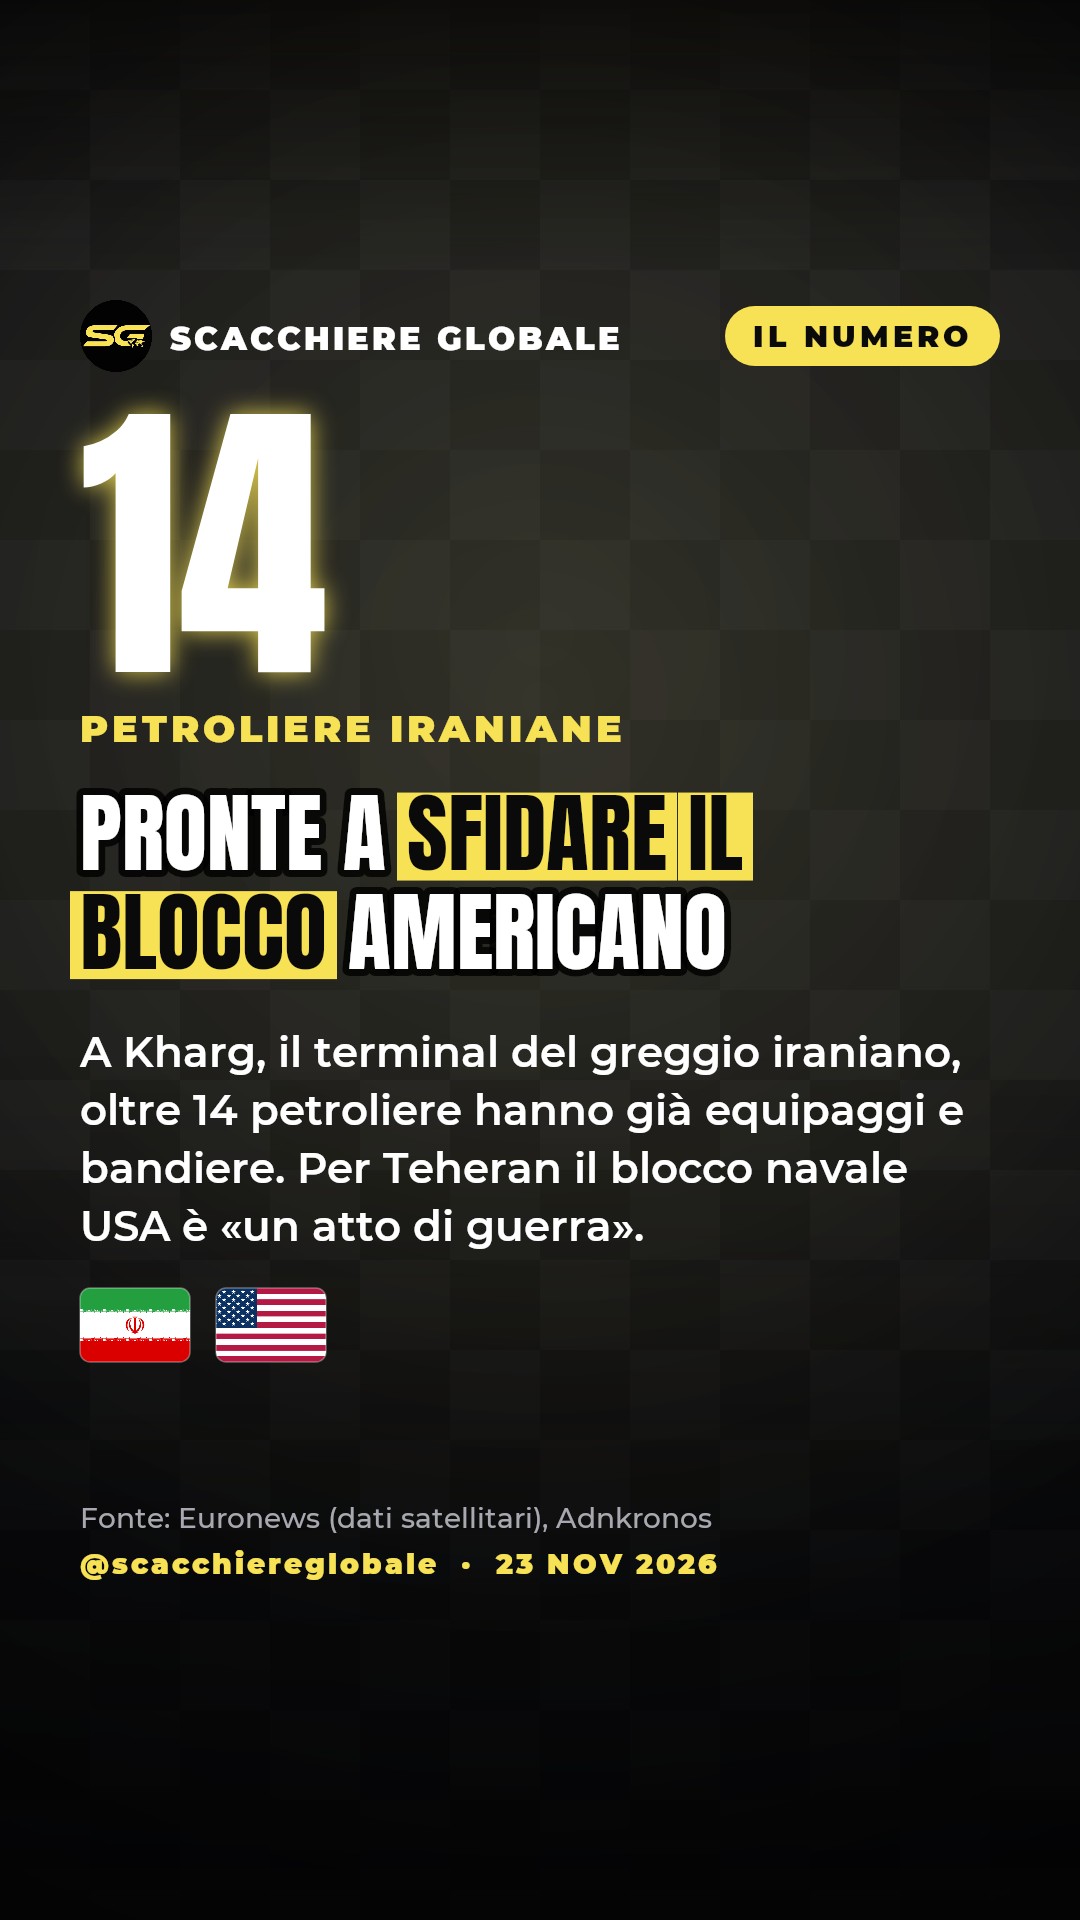 SG SCACCHIERE GLOBALE
IL NUMERO
14
PETROLIERE IRANIANE
PRONTE A SFIDARE IL
BLOCCO AMERICANO
A Kharg, il terminal del greggio iraniano,
oltre 14 petroliere hanno già equipaggi e
bandiere. Per Teheran il blocco navale
USA è «un atto di guerra».
Fonte: Euronews (dati satellitari), Adnkronos
@scacchiereglobale • 23 NOV 2026